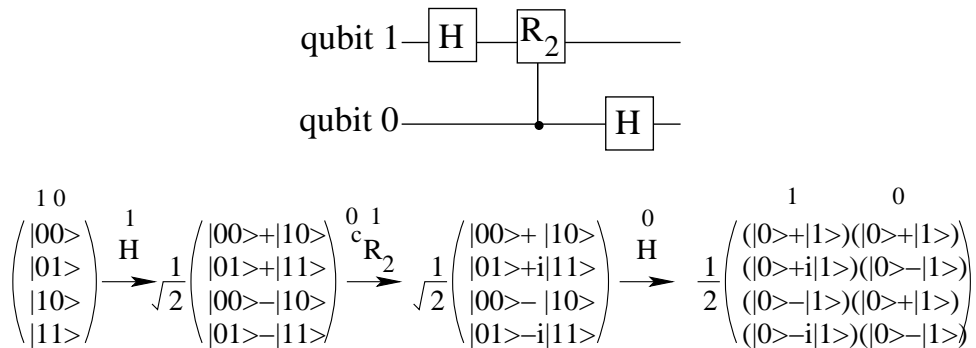 qubit 1 H R2
qubit 0 H
1 0 1 0 1 0 1 0
H cR2 H
|00> 1/√2 |00>+|10> 1/√2 |00>+ |10> 1/2 (|0>+|1>)(|0>+|1>)
|01> |01>+|11> |01>+i|11> (|0>+i|1>)(|0>−|1>)
|10> |00>−|10> |00>− |10> (|0>−|1>)(|0>+|1>)
|11> |01>−|11> |01>−i|11> (|0>−i|1>)(|0>−|1>)